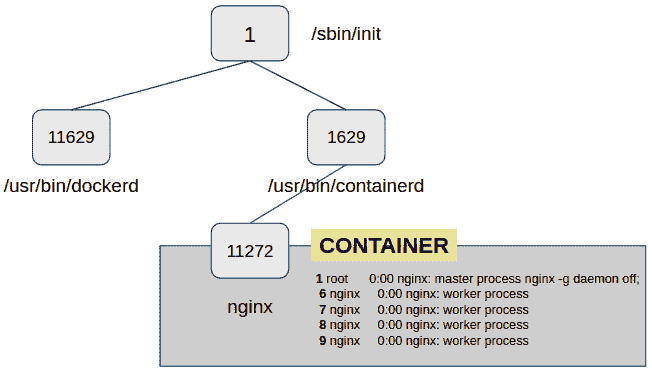 1
/sbin/init
11629
1629
/usr/bin/dockerd
/usr/bin/containerd
11272
nginx
CONTAINER
1 root 0:00 nginx: master process nginx -g daemon off;
6 nginx 0:00 nginx: worker process
7 nginx 0:00 nginx: worker process
8 nginx 0:00 nginx: worker process
9 nginx 0:00 nginx: worker process